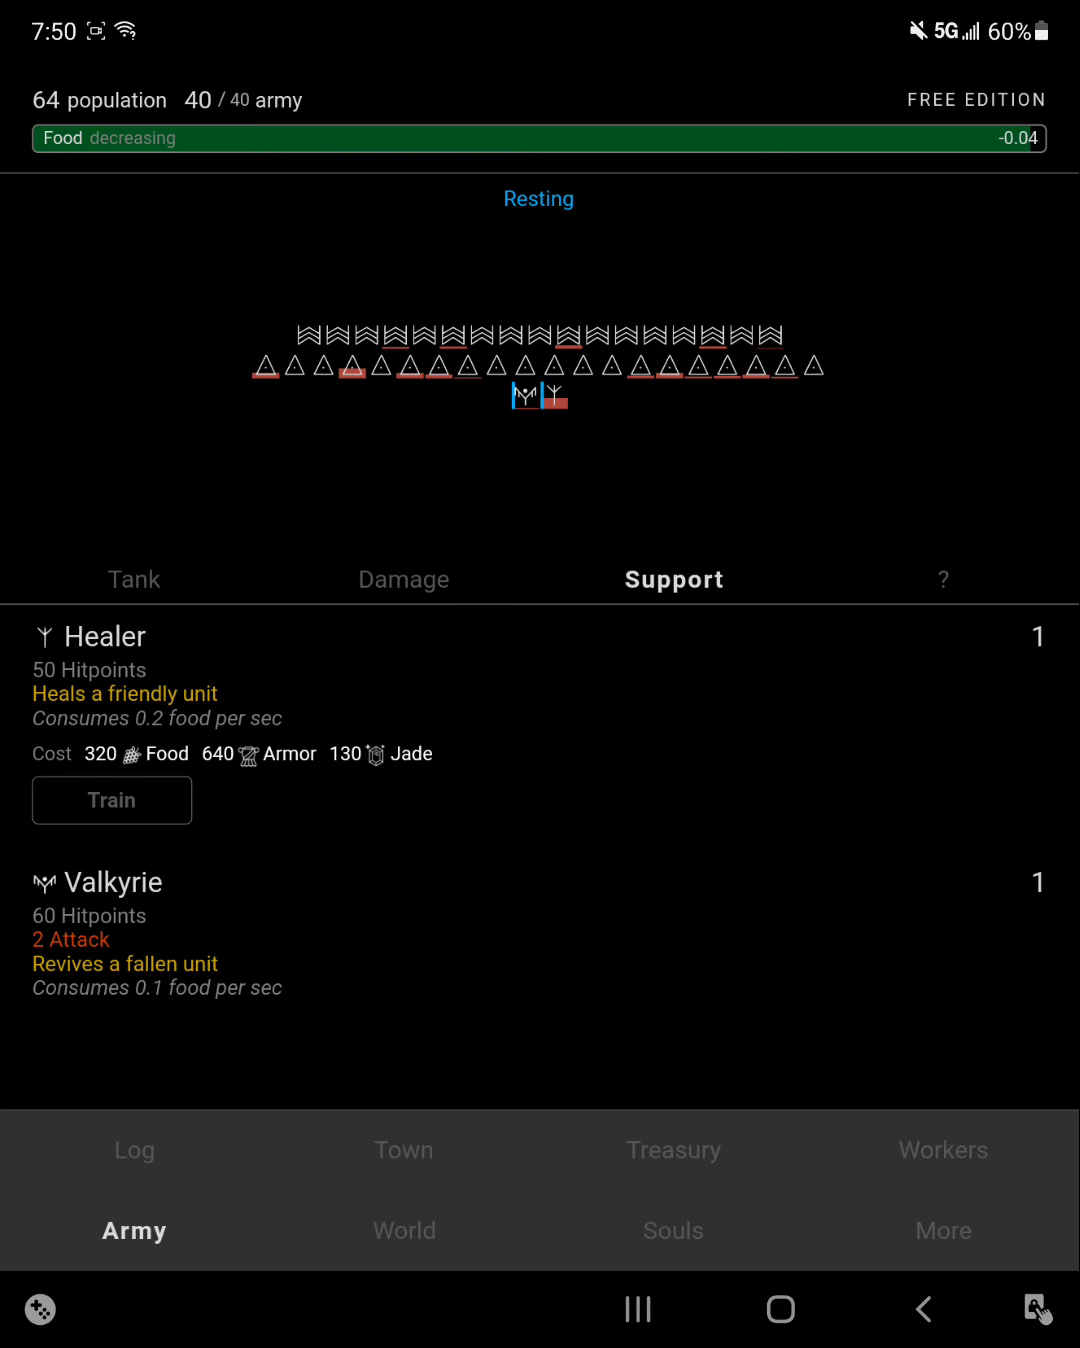 7:50 5G 60%
64 population 40 / 40 army FREE EDITION
Food decreasing -0.04
Resting
Tank Damage Support ?
Healer 1
50 Hitpoints
Heals a friendly unit
Consumes 0.2 food per sec
Cost 320 Food 640 Armor 130 Jade
Train
Valkyrie 1
60 Hitpoints
2 Attack
Revives a fallen unit
Consumes 0.1 food per sec
Log Town Treasury Workers
Army World Souls More